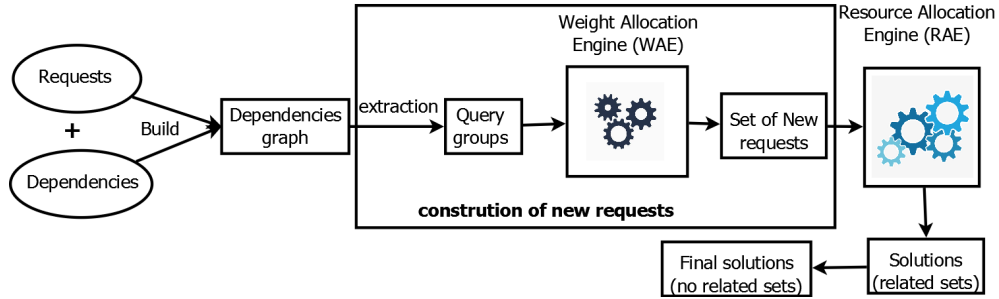 Requests
+
Dependencies
Build
Dependencies
graph
extraction
Query
groups
Weight Allocation
Engine (WAE)
Set of New
requests
constrution of new requests
Resource Allocation
Engine (RAE)
Solutions
(related sets)
Final solutions
(no related sets)